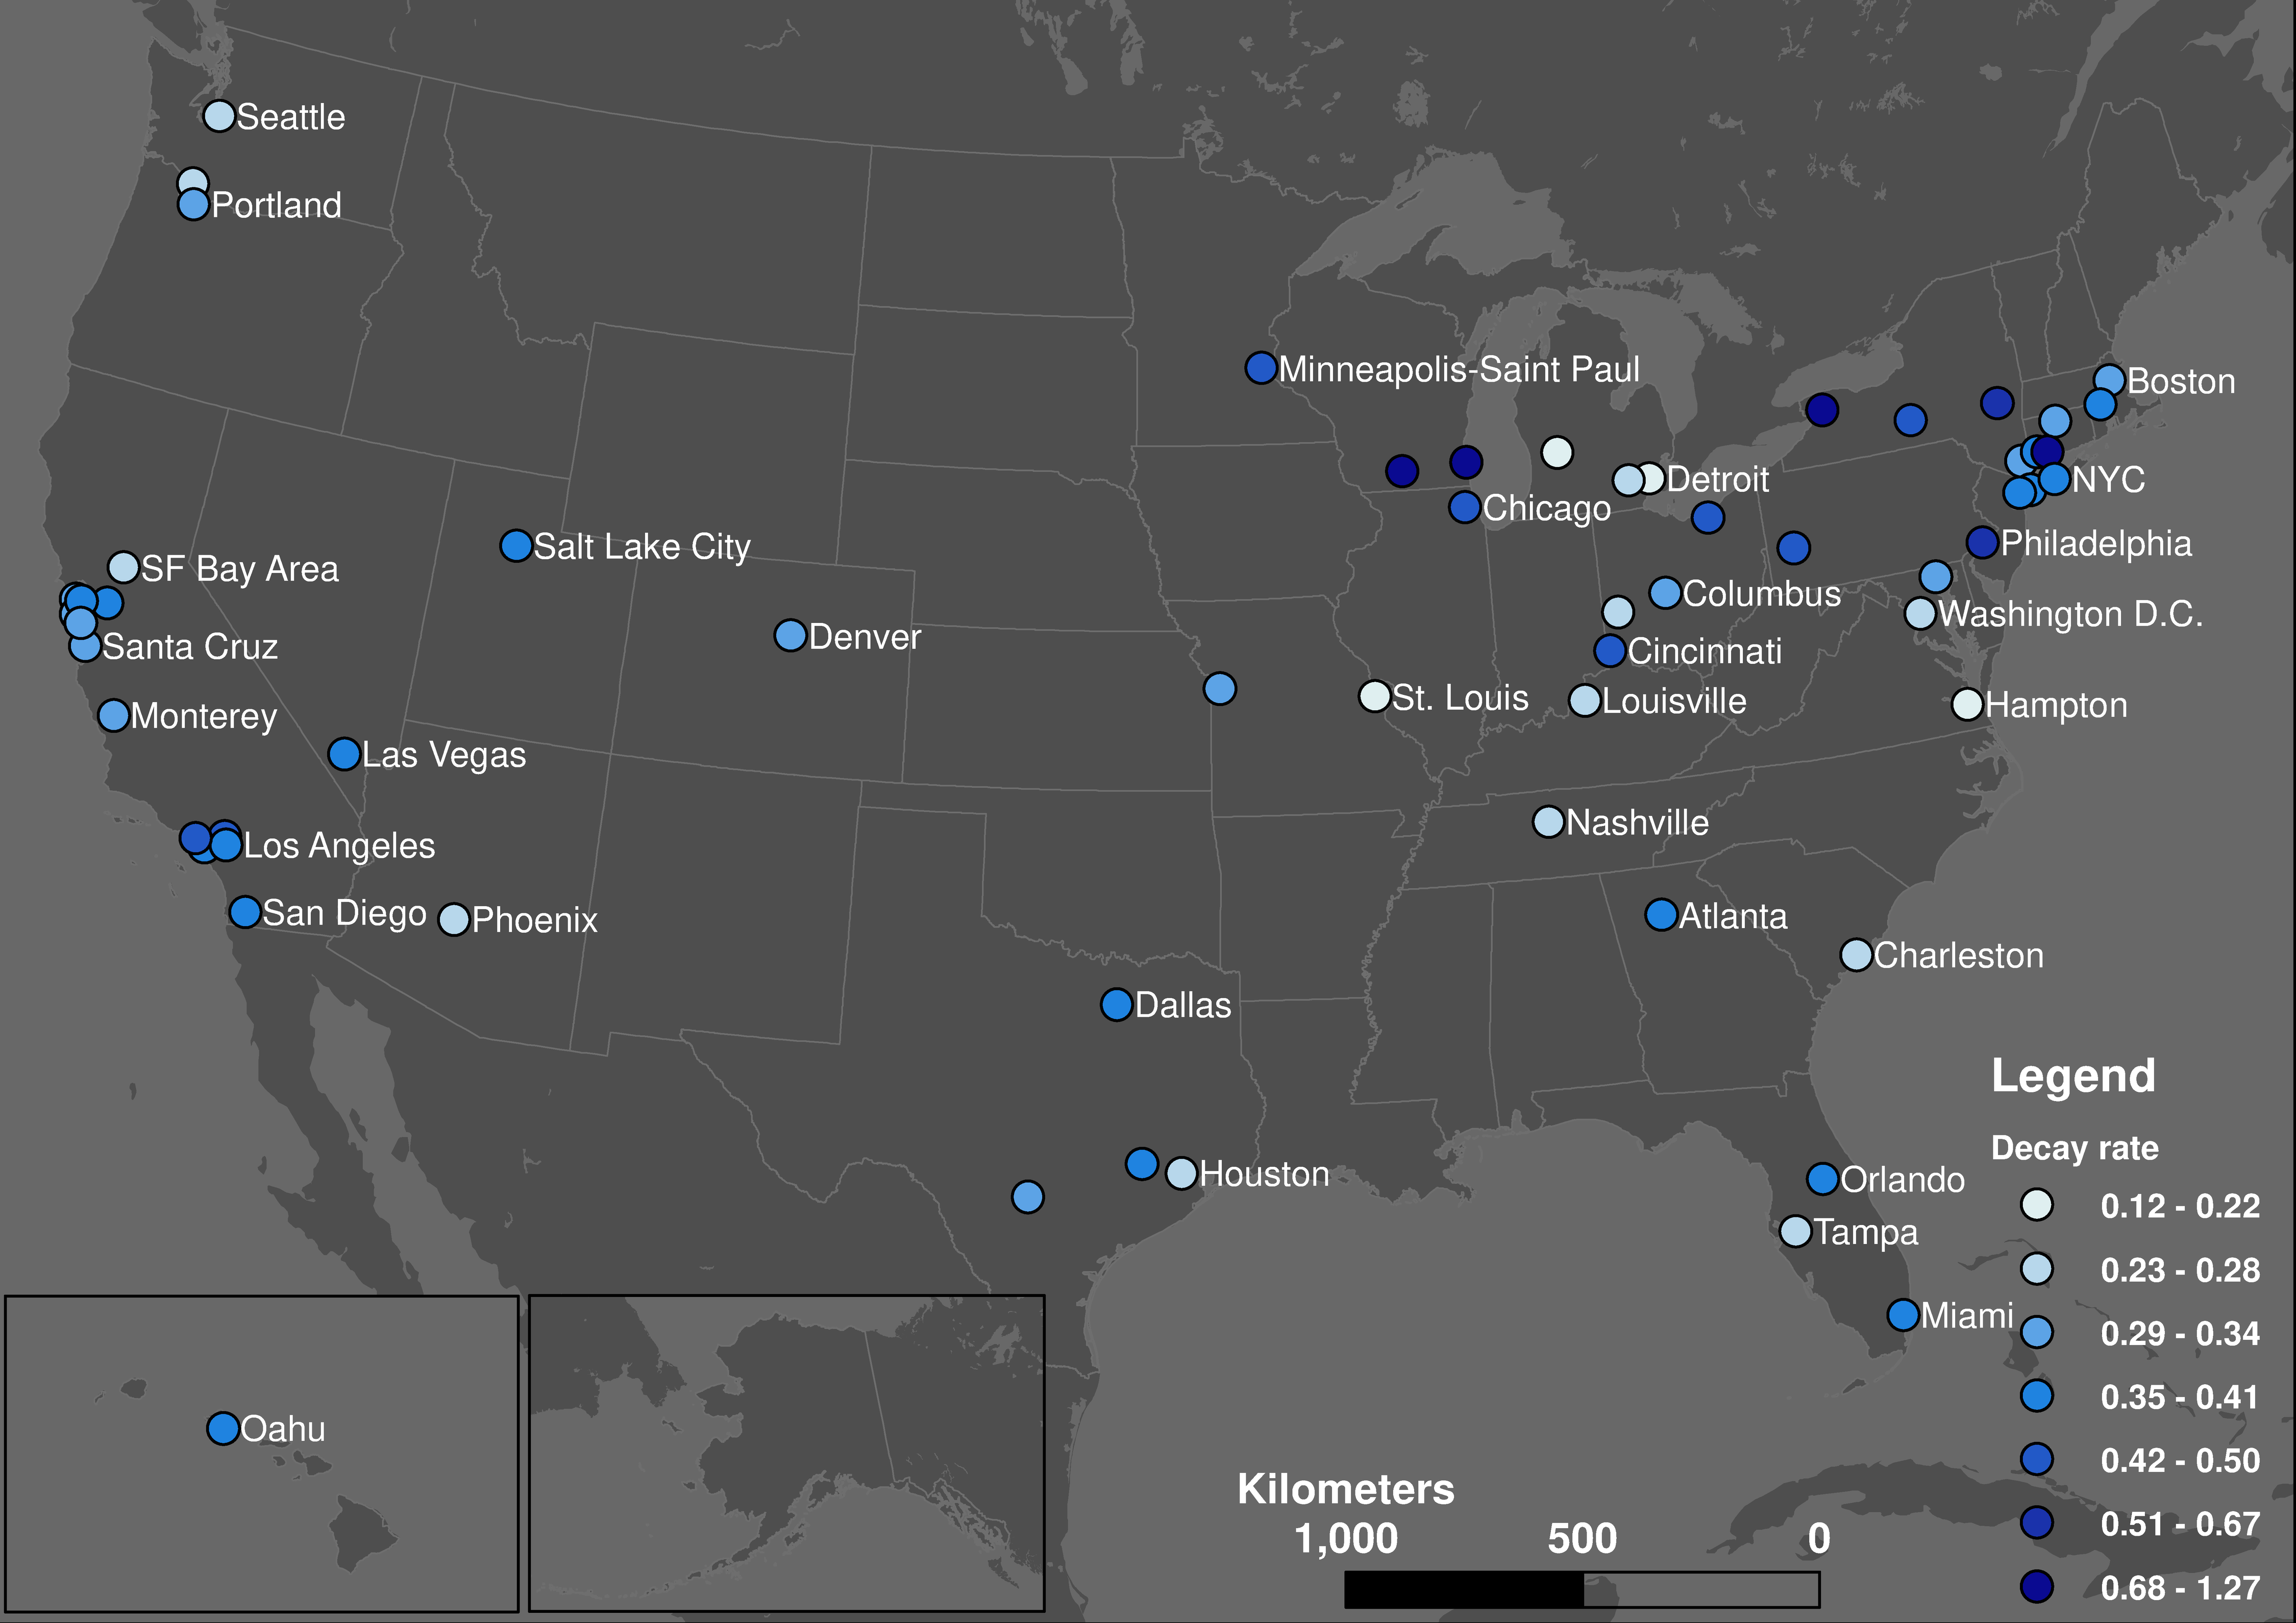 Seattle
Portland
Minneapolis-Saint Paul
Boston
Detroit
NYC
Chicago
Salt Lake City
Philadelphia
SF Bay Area
Columbus
Washington D.C.
Denver
Santa Cruz
Cincinnati
St. Louis
Louisville
Hampton
Monterey
Las Vegas
Nashville
Los Angeles
San Diego
Phoenix
Atlanta
Charleston
Dallas
Houston
Orlando
Tampa
Miami
Oahu
Legend
Decay rate
0.12 - 0.22
0.23 - 0.28
0.29 - 0.34
0.35 - 0.41
0.42 - 0.50
0.51 - 0.67
0.68 - 1.27
Kilometers
1,000 500 0